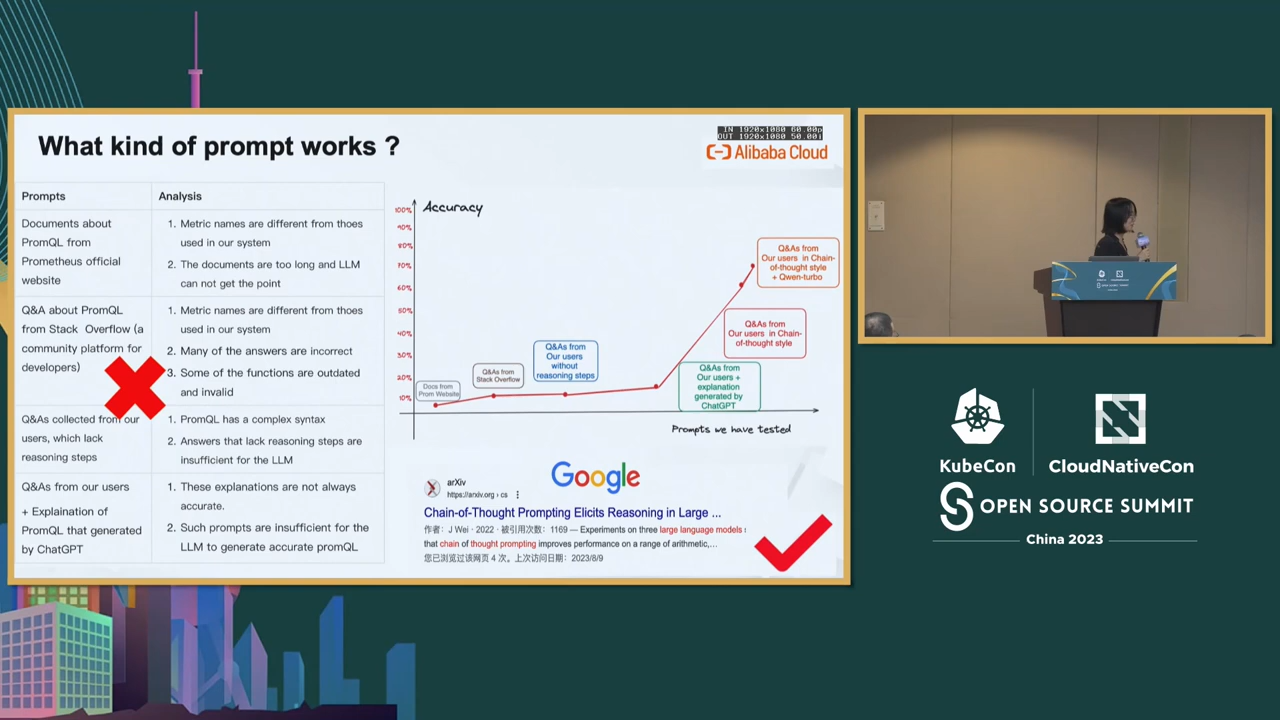 What kind of prompt works ?
IN 1920x1080 60.00p
OUT 1920x1080 50.00i
Alibaba Cloud
Prompts
Analysis
Documents about
PromQL from
Prometheus official
website
1. Metric names are different from thoes
used in our system
2. The documents are too long and LLM
can not get the point
Q&A about PromQL
from Stack Overflow (a
community platform for
developers)
1. Metric names are different from thoes
used in our system
2. Many of the answers are incorrect
3. Some of the functions are outdated
and invalid
Q&As collected from our
users, which lack
reasoning steps
1. PromQL has a complex syntax
2. Answers that lack reasoning steps are
insufficient for the LLM
Q&As from our users
+ Explaination of
PromQL that generated
by ChatGPT
1. These explanations are not always
accurate.
2. Such prompts are insufficient for the
LLM to generate accurate promQL
Accuracy
100%
90%
80%
70%
60%
50%
40%
30%
20%
10%
Docs from
Prom Website
Q&As from
Stack Overflow
Q&As from
Our users
without
reasoning steps
Q&As from
Our users +
explanation
generated by
ChatGPT
Q&As from
Our users in Chain-
of-thought style
Q&As from
Our users in Chain-
of-thought style
+ Qwen-turbo
Prompts we have tested
Google
arXiv
https://arxiv.org › cs
Chain-of-Thought Prompting Elicits Reasoning in Large ...
作者: J Wei · 2022 · 被引用次数: 1169 — Experiments on three large language models
that chain of thought prompting improves performance on a range of arithmetic,...
您已浏览过该网页 4 次。上次访问日期: 2023/8/9
KubeCon
CloudNativeCon
OPEN SOURCE SUMMIT
China 2023